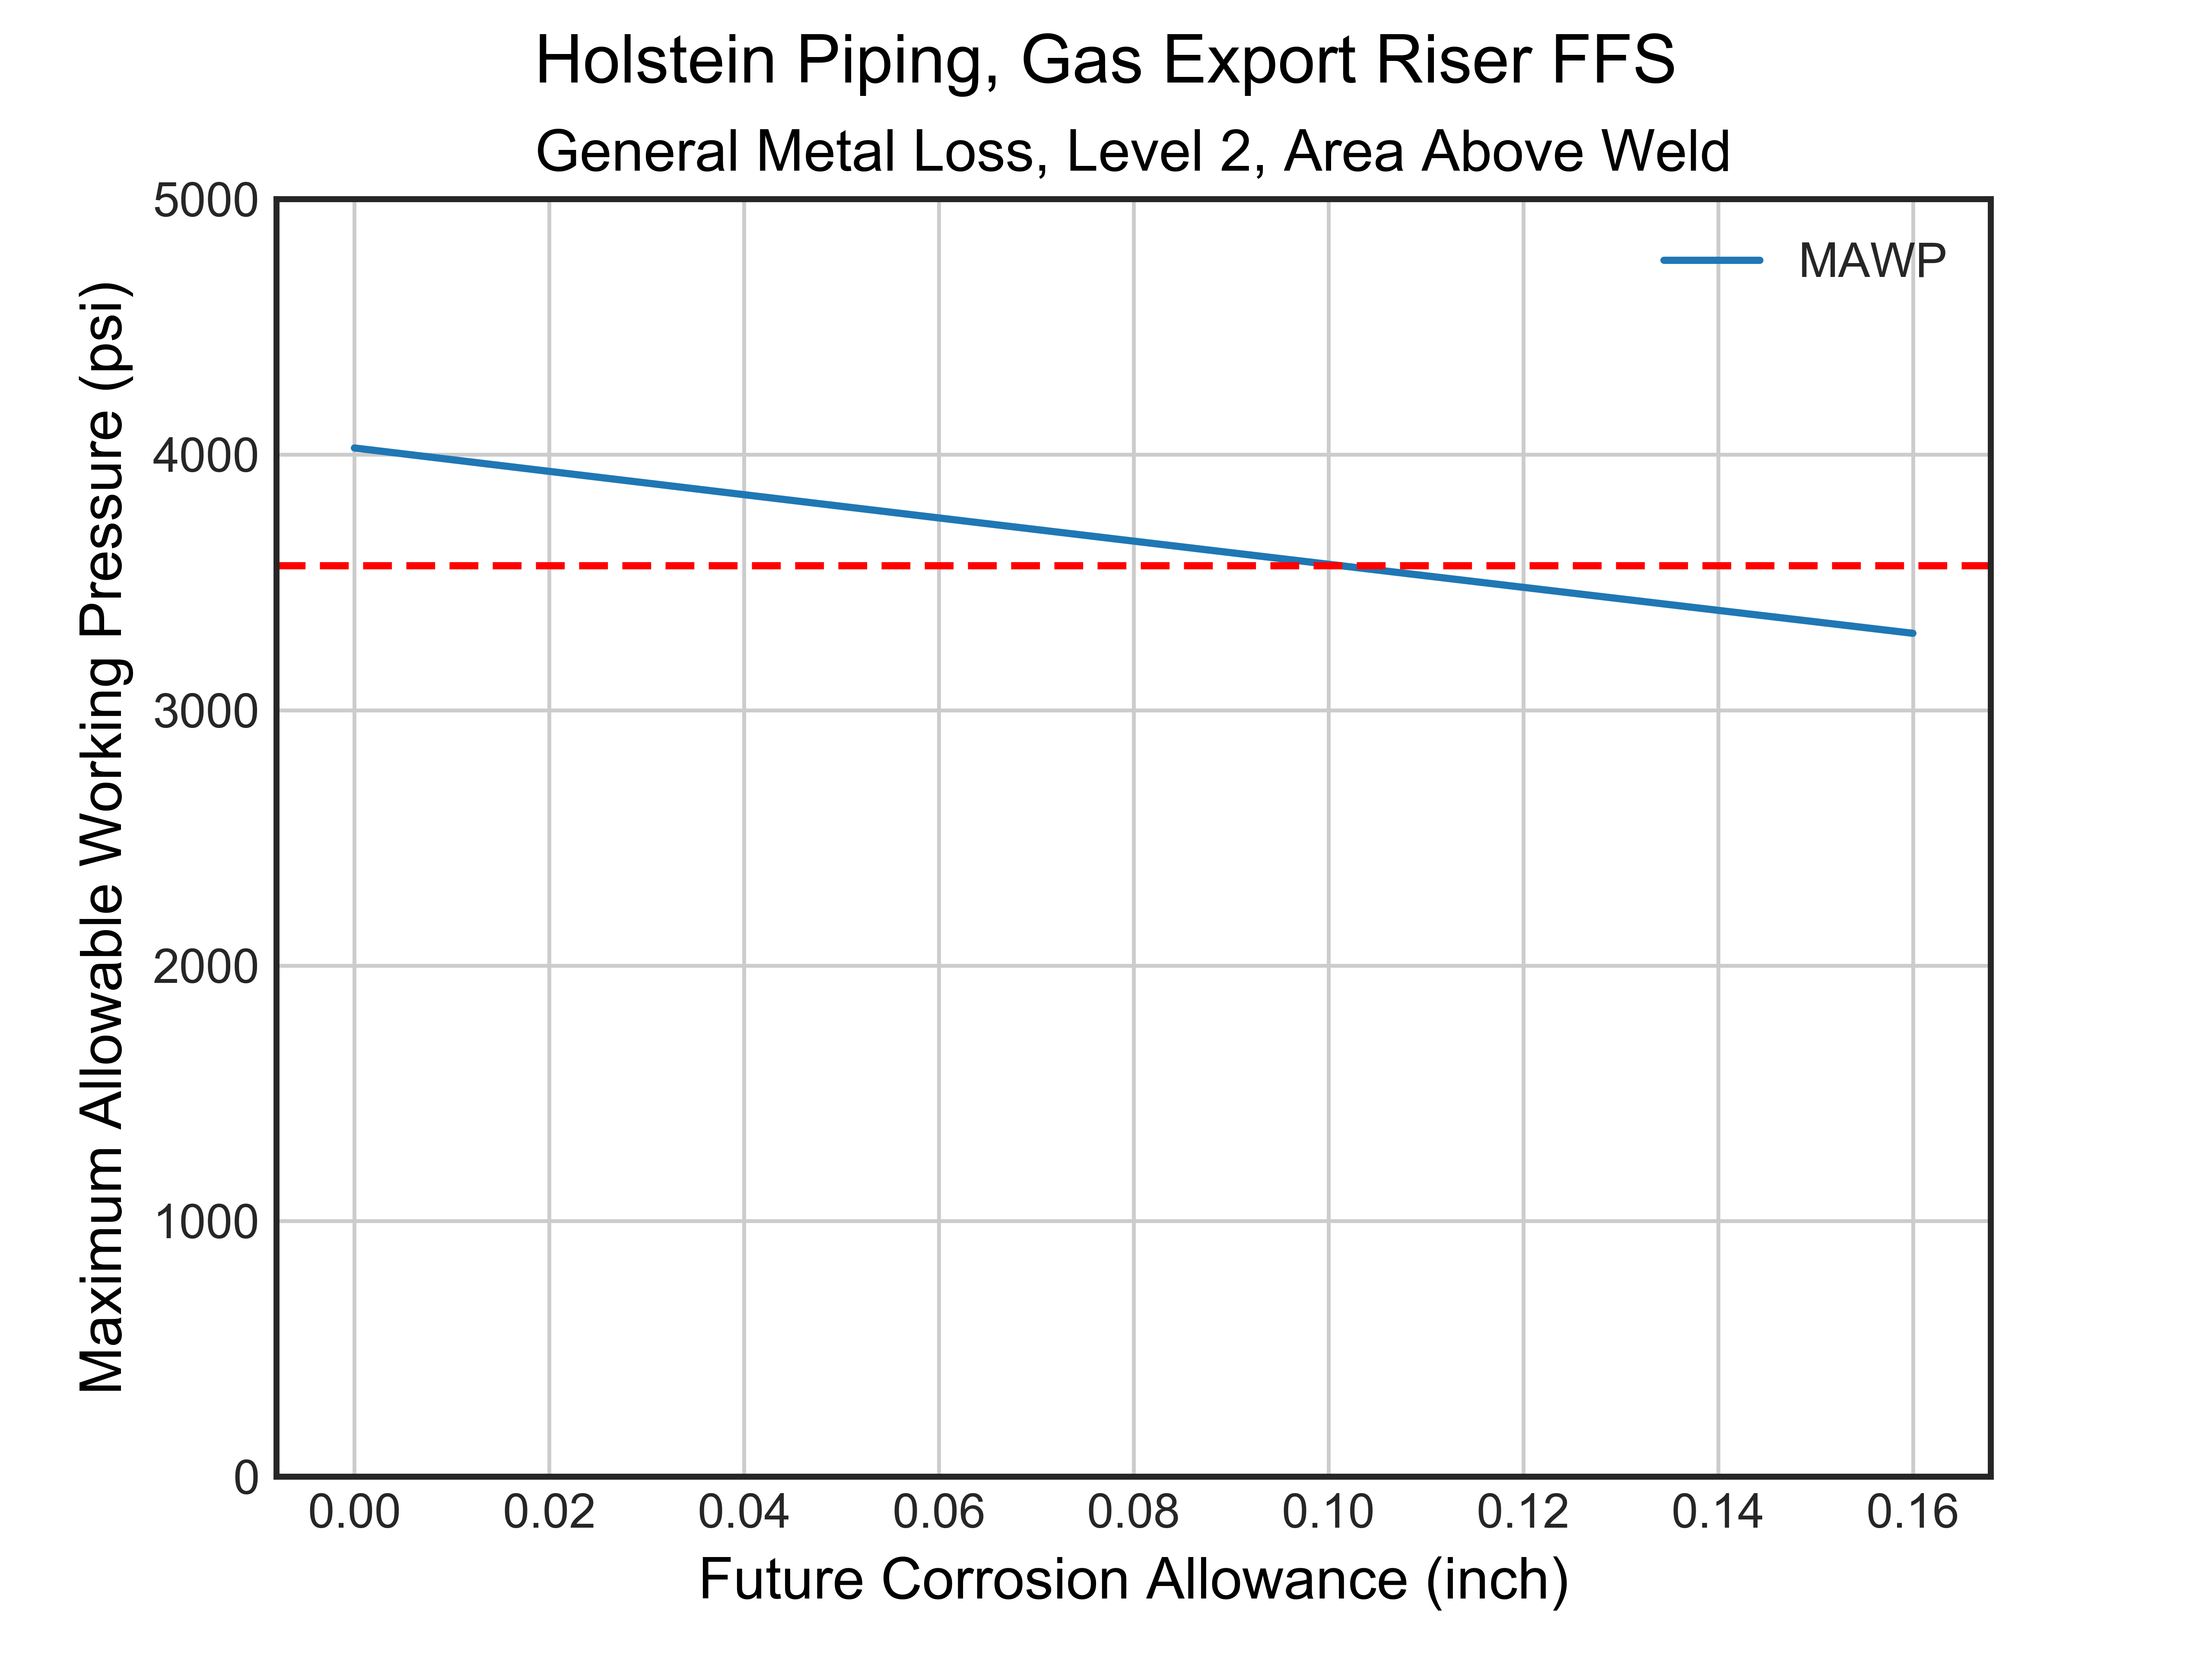 Holstein Piping, Gas Export Riser FFS
General Metal Loss, Level 2, Area Above Weld
Maximum Allowable Working Pressure (psi)
5000
4000
3000
2000
1000
0
MAWP
0.00 0.02 0.04 0.06 0.08 0.10 0.12 0.14 0.16
Future Corrosion Allowance (inch)